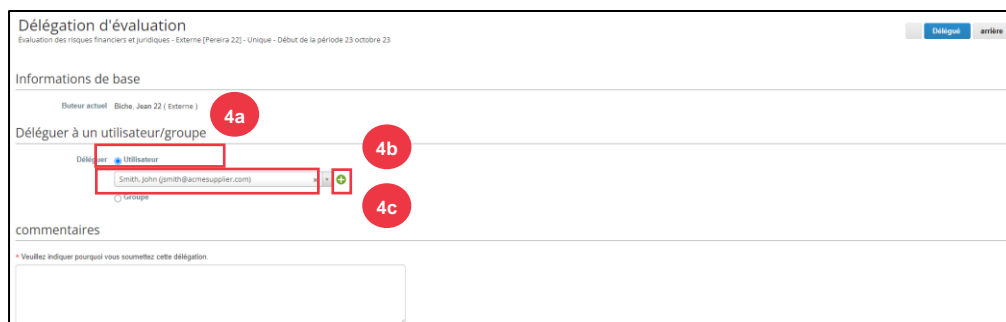 Délégation d'évaluation
Évaluation des risques financiers et juridiques - Externe [Pereira 22] - Unique - Début de la période 23 octobre 23
Délégué arrière
Informations de base
Buteur actuel Biche, Jean 22 ( Externe )
4a
Déléguer à un utilisateur/groupe
4b
Déléguer Utilisateur
Smith, John (jsmith@acmesupplier.com)
Groupe
4c
commentaires
* Veuillez indiquer pourquoi vous soumettez cette délégation.